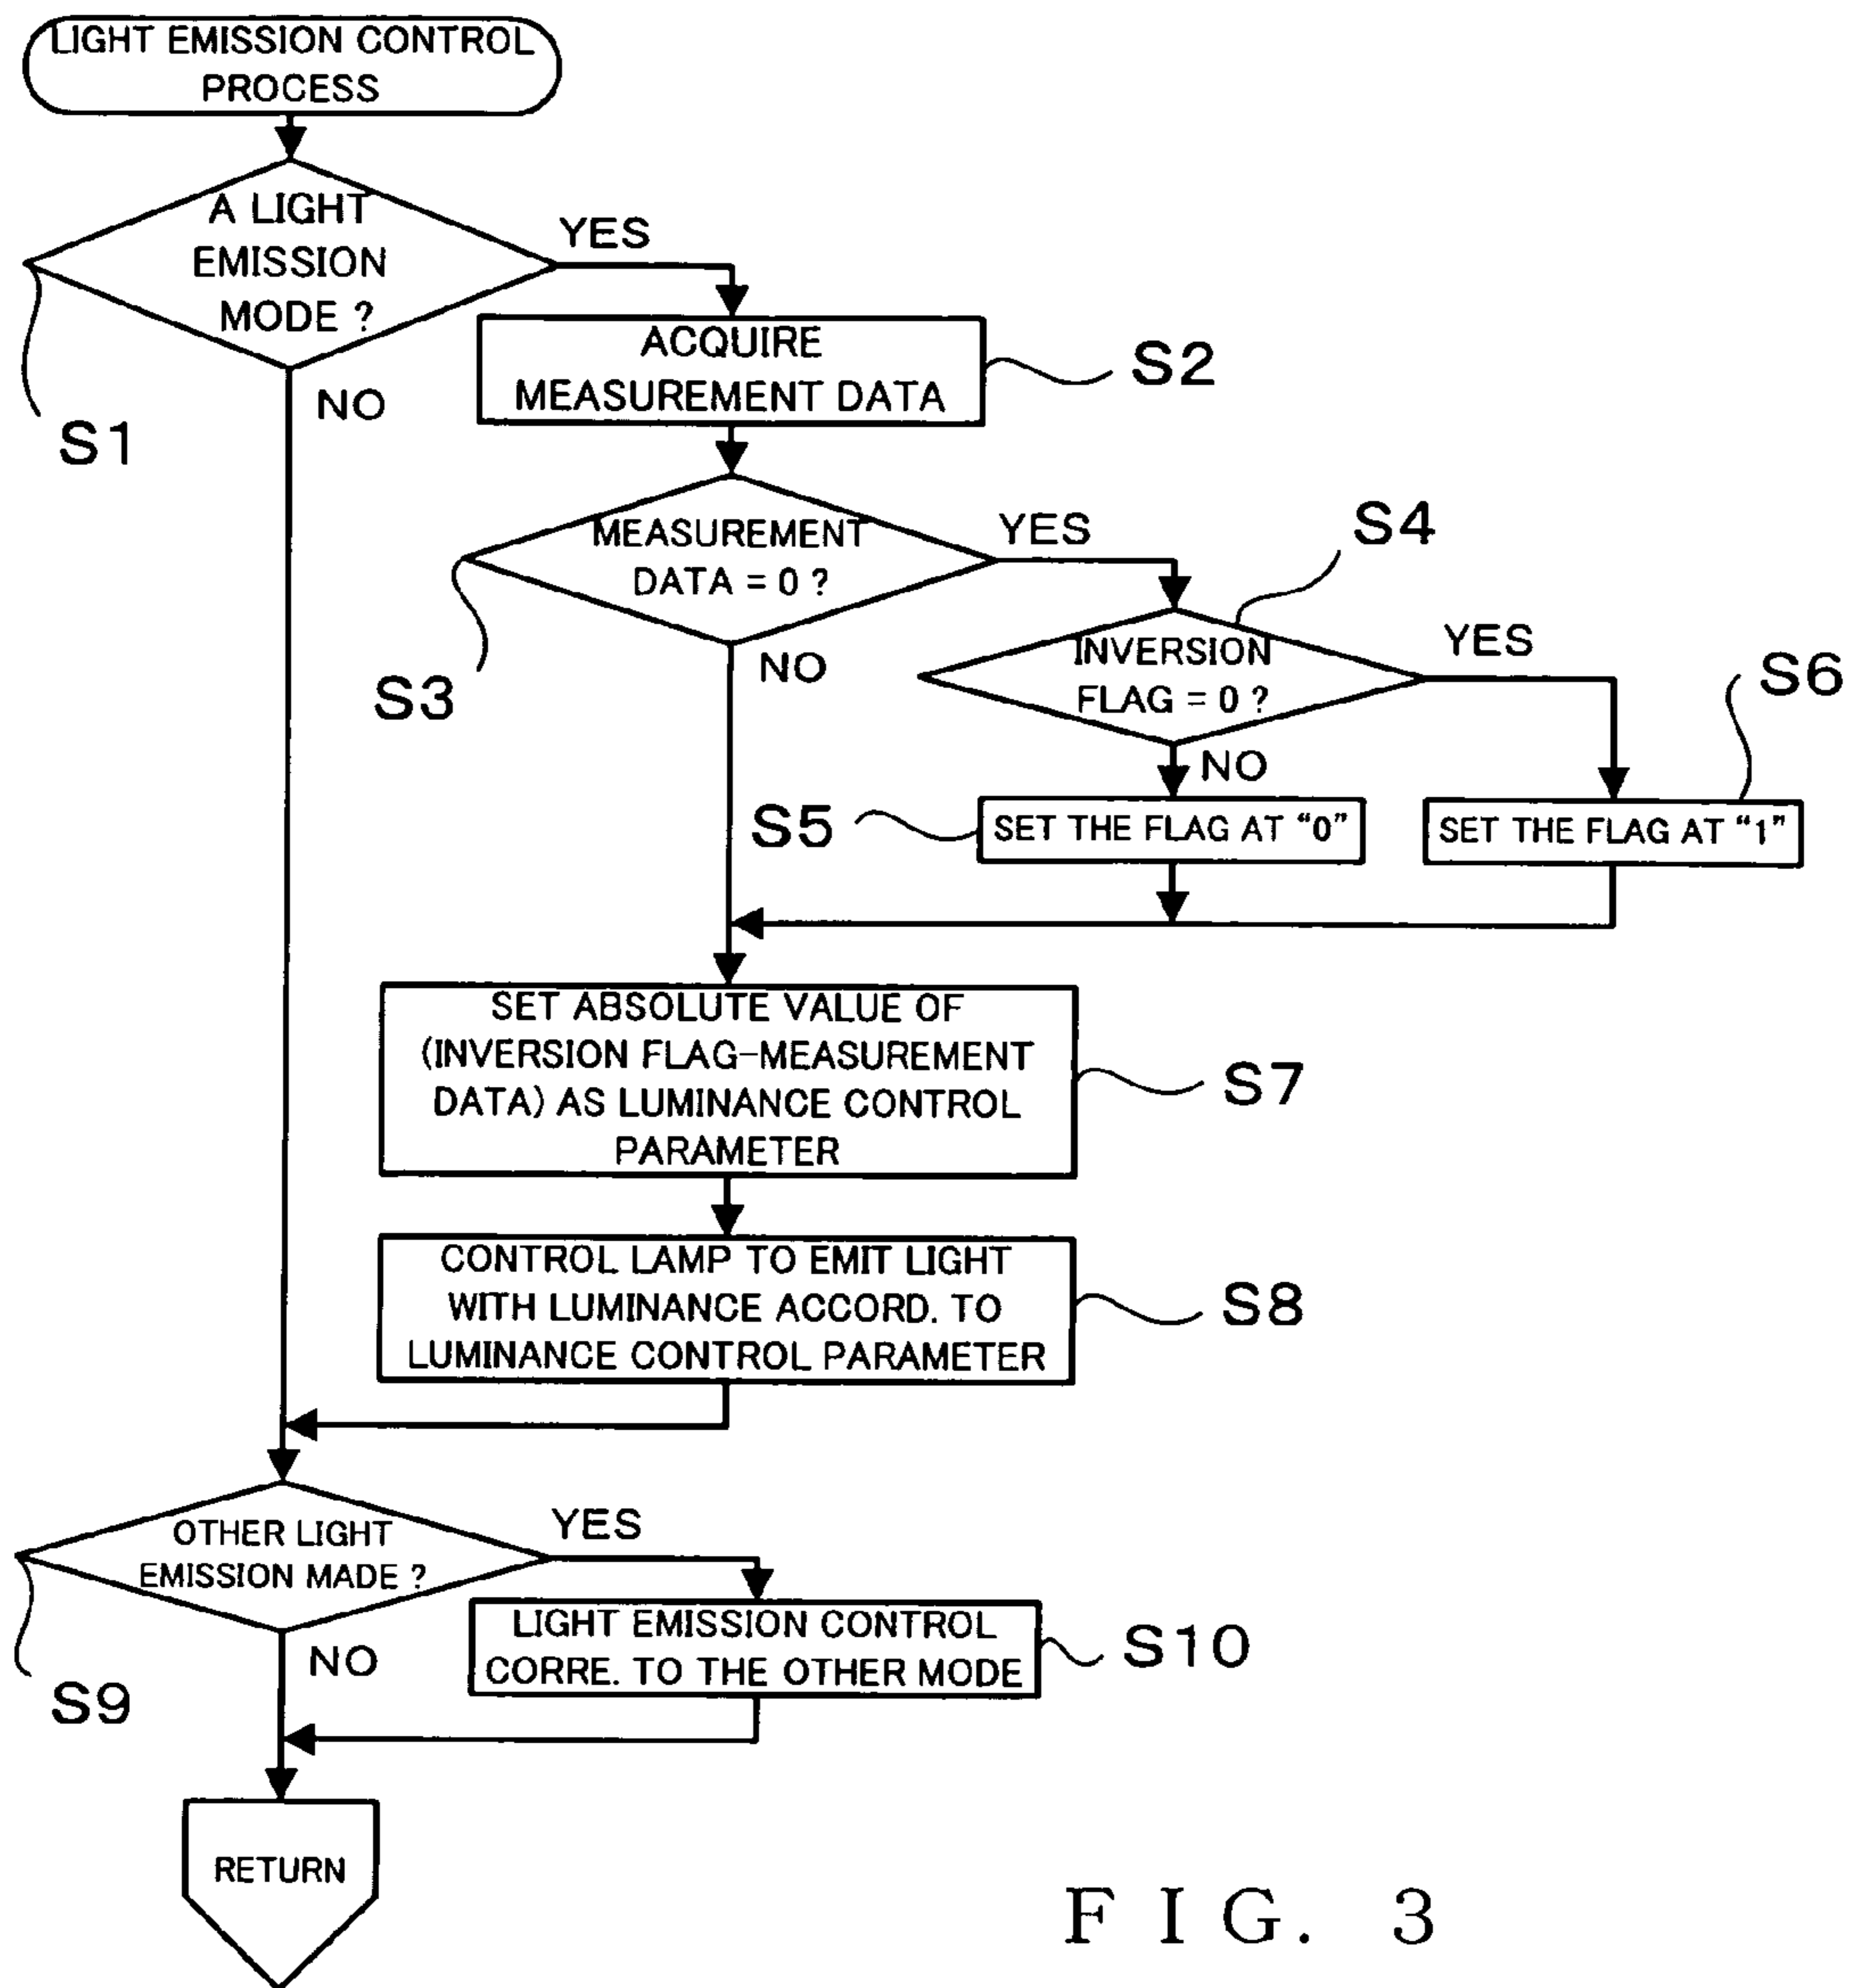 LIGHT EMISSION CONTROL
PROCESS
A LIGHT
EMISSION
MODE ?
YES
NO
S1
ACQUIRE
MEASUREMENT DATA
S2
MEASUREMENT
DATA = 0 ?
YES
NO
S3
S4
INVERSION
FLAG = 0 ?
YES
NO
S5
SET THE FLAG AT “0”
S6
SET THE FLAG AT “1”
SET ABSOLUTE VALUE OF
(INVERSION FLAG-MEASUREMENT
DATA) AS LUMINANCE CONTROL
PARAMETER
S7
CONTROL LAMP TO EMIT LIGHT
WITH LUMINANCE ACCORD. TO
LUMINANCE CONTROL PARAMETER
S8
OTHER LIGHT
EMISSION MADE ?
YES
NO
S9
LIGHT EMISSION CONTROL
CORRE. TO THE OTHER MODE
S10
RETURN
FIG. 3